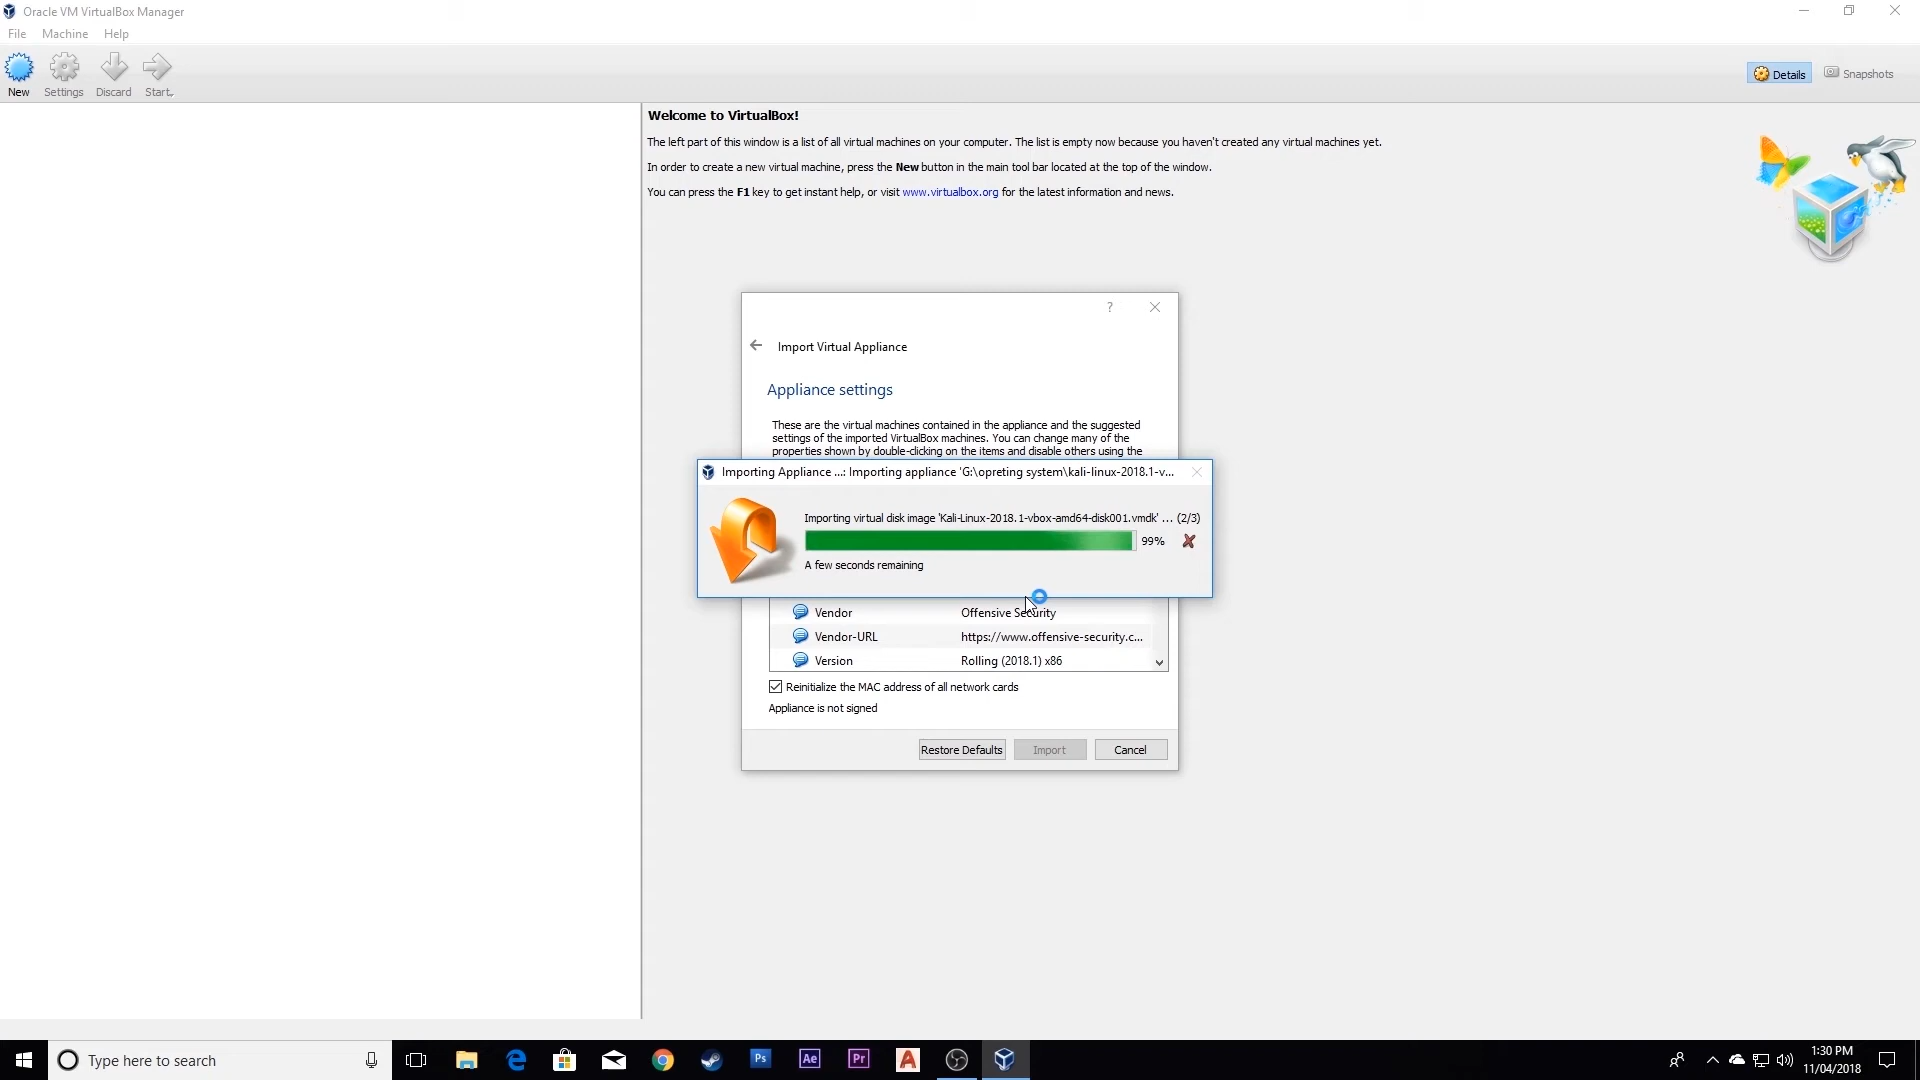 Oracle VM VirtualBox Manager
File Machine Help
New Settings Discard Start
Details Snapshots
Welcome to VirtualBox!
The left part of this window is a list of all virtual machines on your computer. The list is empty now because you haven't created any virtual machines yet.
In order to create a new virtual machine, press the New button in the main tool bar located at the top of the window.
You can press the F1 key to get instant help, or visit www.virtualbox.org for the latest information and news.
?
Import Virtual Appliance
Appliance settings
These are the virtual machines contained in the appliance and the suggested
settings of the imported VirtualBox machines. You can change many of the
properties shown by double-clicking on the items and disable others using the
Importing Appliance ...: Importing appliance 'G:\opreting system\kali-linux-2018.1-v...
Importing virtual disk image 'Kali-Linux-2018.1-vbox-amd64-disk001.vmdk' ... (2/3)
99%
A few seconds remaining
Vendor Offensive Security
Vendor-URL https://www.offensive-security.c...
Version Rolling (2018.1) x86
Reinitialize the MAC address of all network cards
Appliance is not signed
Restore Defaults Import Cancel
Type here to search
Ps Ae Pr
1:30 PM
11/04/2018